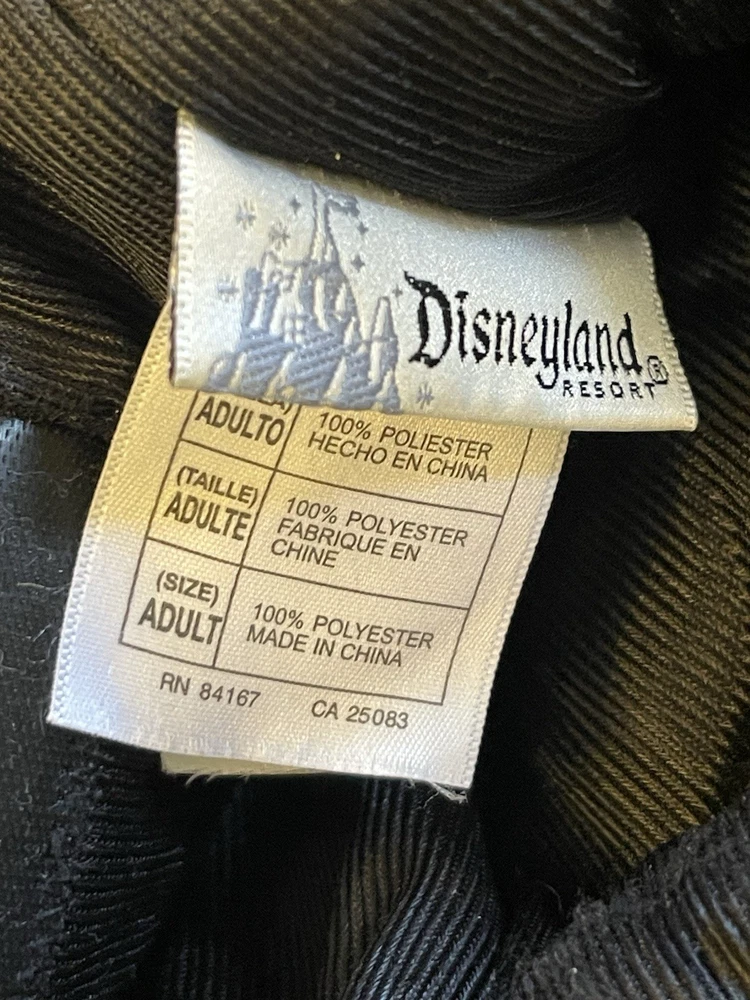 Disneyland®
RESORT
ADULTO
100% POLIESTER
HECHO EN CHINA
(TAILLE)
ADULTE
100% POLYESTER
FABRIQUE EN
CHINE
(SIZE)
ADULT
100% POLYESTER
MADE IN CHINA
RN 84167 CA 25083